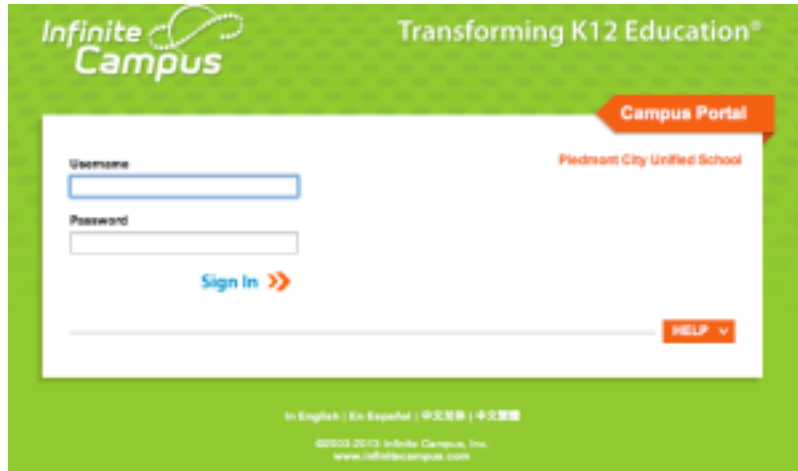 Infinite
Campus
Transforming K12 Education®
Campus Portal
Piedmont City Unified School
Username
Password
Sign In
HELP
In English | En Español | 中文简体 | 中文繁體
©2003-2013 Infinite Campus, Inc.
www.infinitecampus.com